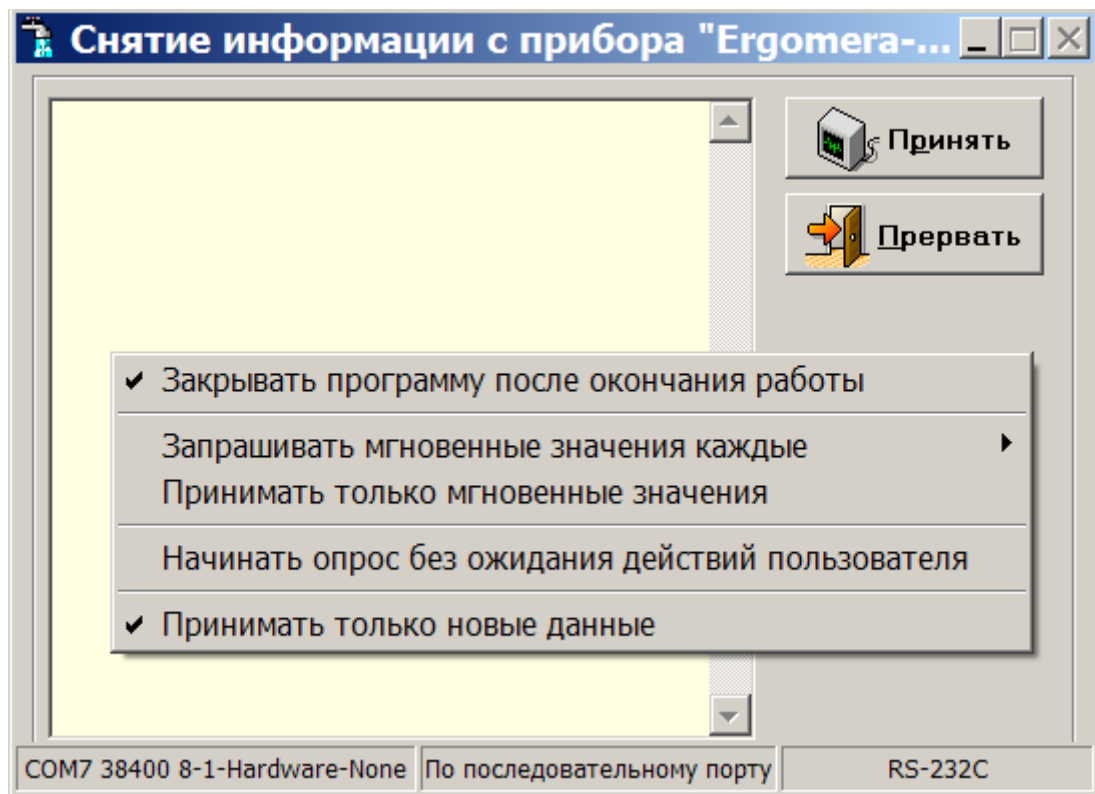 Снятие информации с прибора "Ergomera-...
Принять
Прервать
Закрывать программу после окончания работы
Запрашивать мгновенные значения каждые
Принимать только мгновенные значения
Начинать опрос без ожидания действий пользователя
Принимать только новые данные
COM7 38400 8-1-Hardware-None По последовательному порту RS-232C